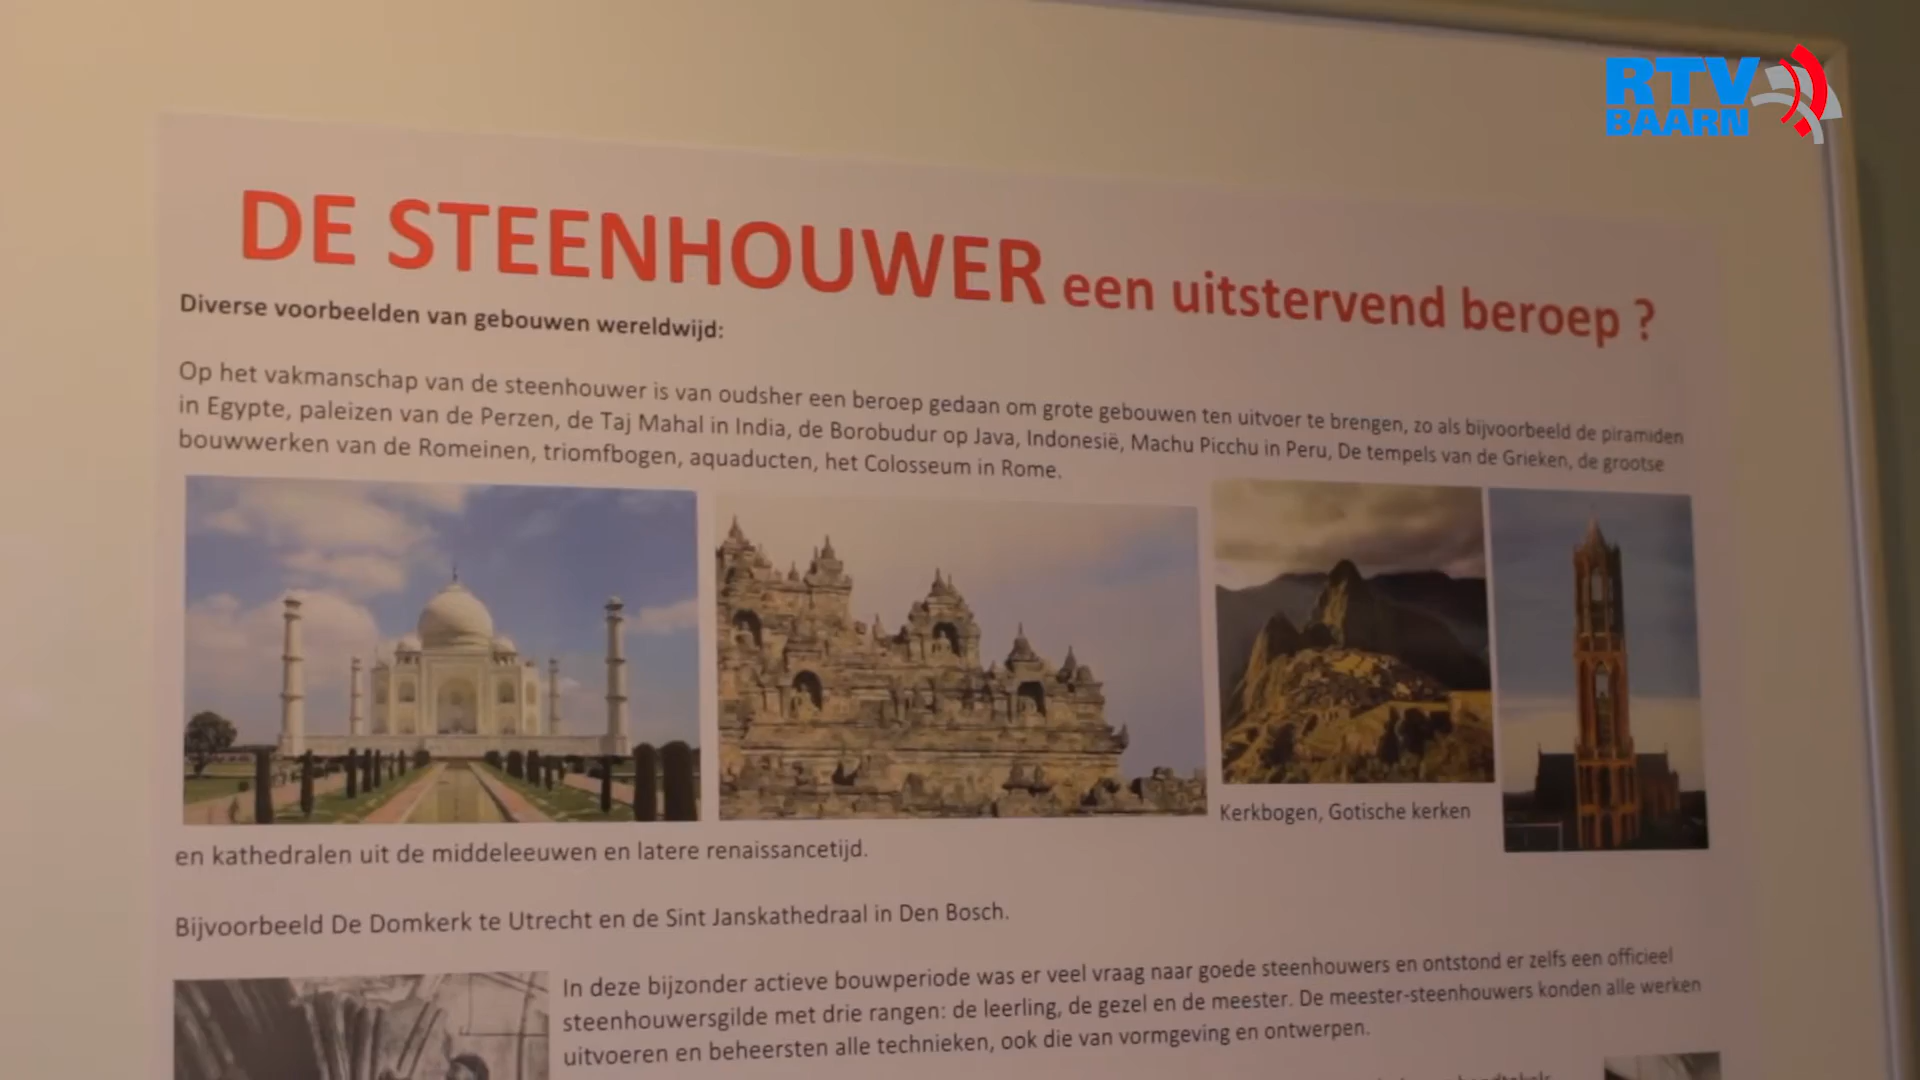 RTV
BAARN
DE STEENHOUWER een uitstervend beroep ?
Diverse voorbeelden van gebouwen wereldwijd:
Op het vakmanschap van de steenhouwer is van oudsher een beroep gedaan om grote gebouwen ten uitvoer te brengen, zo als bijvoorbeeld de piramiden
in Egypte, paleizen van de Perzen, de Taj Mahal in India, de Borobudur op Java, Indonesië, Machu Picchu in Peru, De tempels van de Grieken, de grootse
bouwwerken van de Romeinen, triomfbogen, aquaducten, het Colosseum in Rome.
Kerkbogen, Gotische kerken
en kathedralen uit de middeleeuwen en latere renaissancetijd.
Bijvoorbeeld De Domkerk te Utrecht en de Sint Janskathedraal in Den Bosch.
In deze bijzonder actieve bouwperiode was er veel vraag naar goede steenhouwers en ontstond er zelfs een officieel
steenhouwersgilde met drie rangen: de leerling, de gezel en de meester. De meester-steenhouwers konden alle werken
uitvoeren en beheersten alle technieken, ook die van vormgeving en ontwerpen.